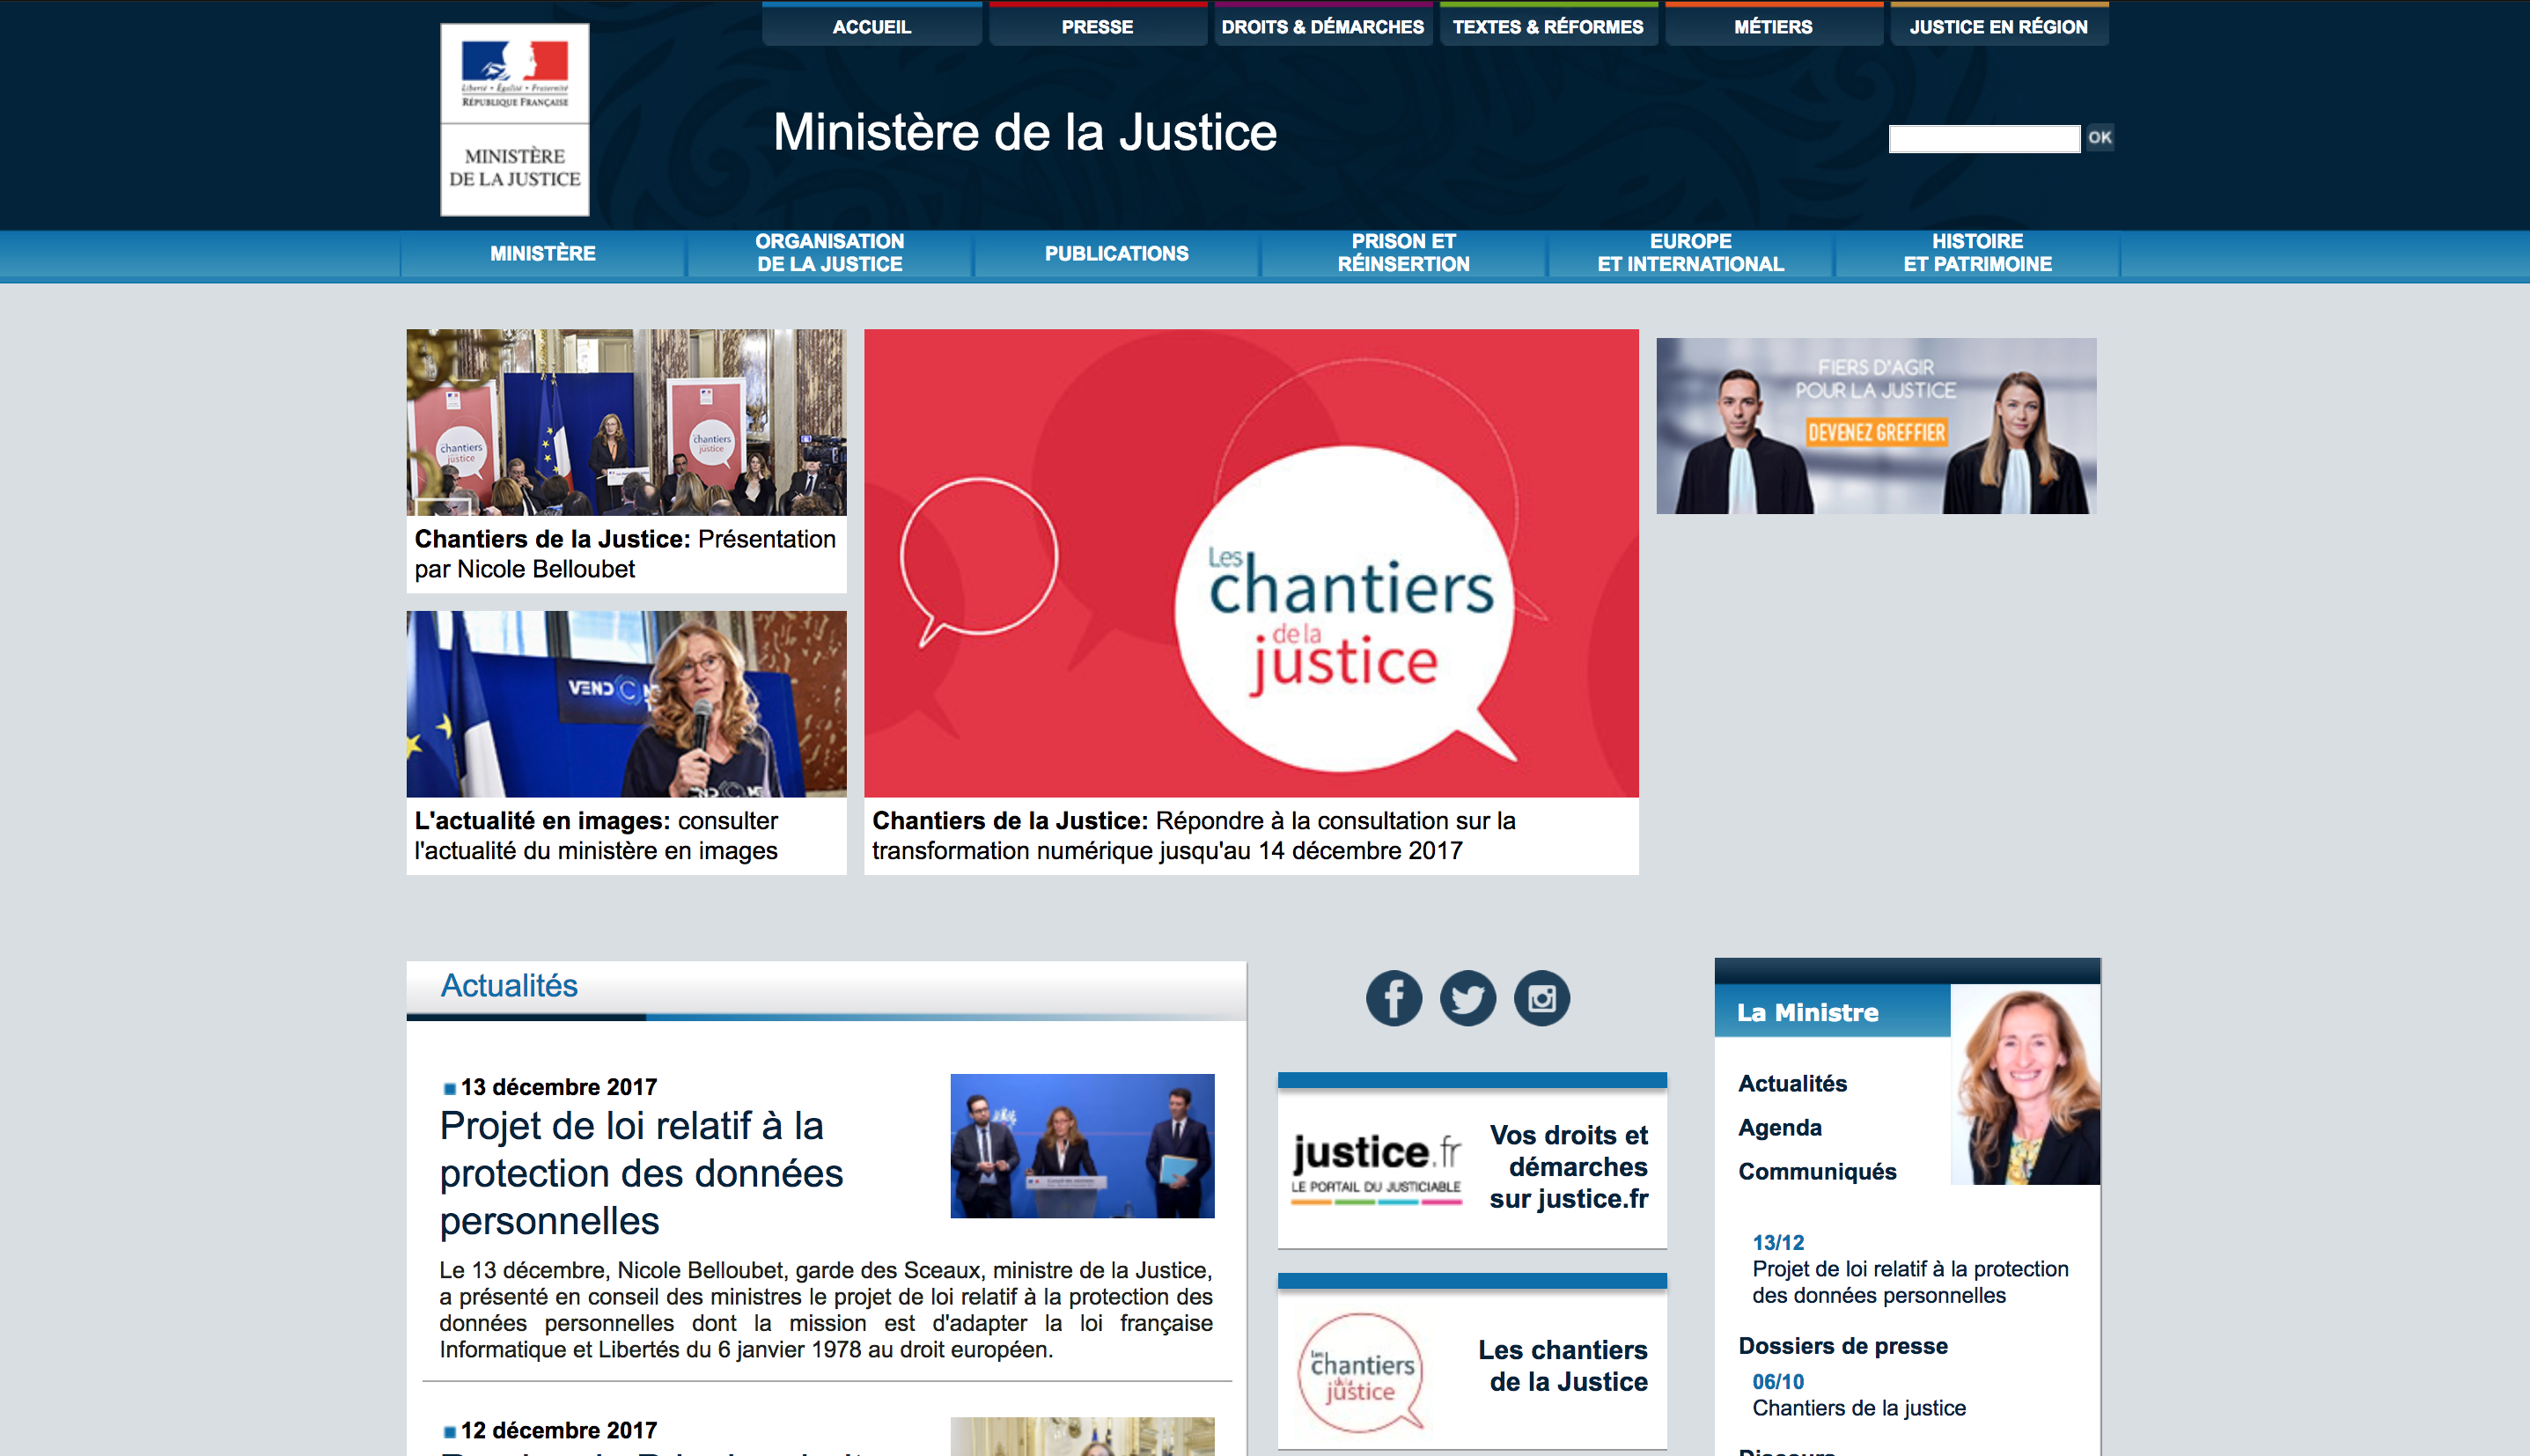 ACCUEIL
PRESSE
DROITS & DÉMARCHES
TEXTES & RÉFORMES
MÉTIERS
JUSTICE EN RÉGION
Liberté • Égalité • Fraternité
RÉPUBLIQUE FRANÇAISE
MINISTÈRE
DE LA JUSTICE
Ministère de la Justice
OK
MINISTÈRE
ORGANISATION
DE LA JUSTICE
PUBLICATIONS
PRISON ET
RÉINSERTION
EUROPE
ET INTERNATIONAL
HISTOIRE
ET PATRIMOINE
chantiers
justice
chantiers
justice
Chantiers de la Justice: Présentation
par Nicole Belloubet
L'actualité en images: consulter
l'actualité du ministère en images
Les
chantiers
de la
justice
Chantiers de la Justice: Répondre à la consultation sur la
transformation numérique jusqu'au 14 décembre 2017
FIERS D'AGIR
POUR LA JUSTICE
DEVENEZ GREFFIER
Actualités
13 décembre 2017
Projet de loi relatif à la
protection des données
personnelles
Le 13 décembre, Nicole Belloubet, garde des Sceaux, ministre de la Justice,
a présenté en conseil des ministres le projet de loi relatif à la protection des
données personnelles dont la mission est d'adapter la loi française
Informatique et Libertés du 6 janvier 1978 au droit européen.
12 décembre 2017
justice.fr
LE PORTAIL DU JUSTICIABLE
Vos droits et
démarches
sur justice.fr
Les
chantiers
de la
justice
Les chantiers
de la Justice
La Ministre
Actualités
Agenda
Communiqués
13/12
Projet de loi relatif à la protection
des données personnelles
Dossiers de presse
06/10
Chantiers de la justice